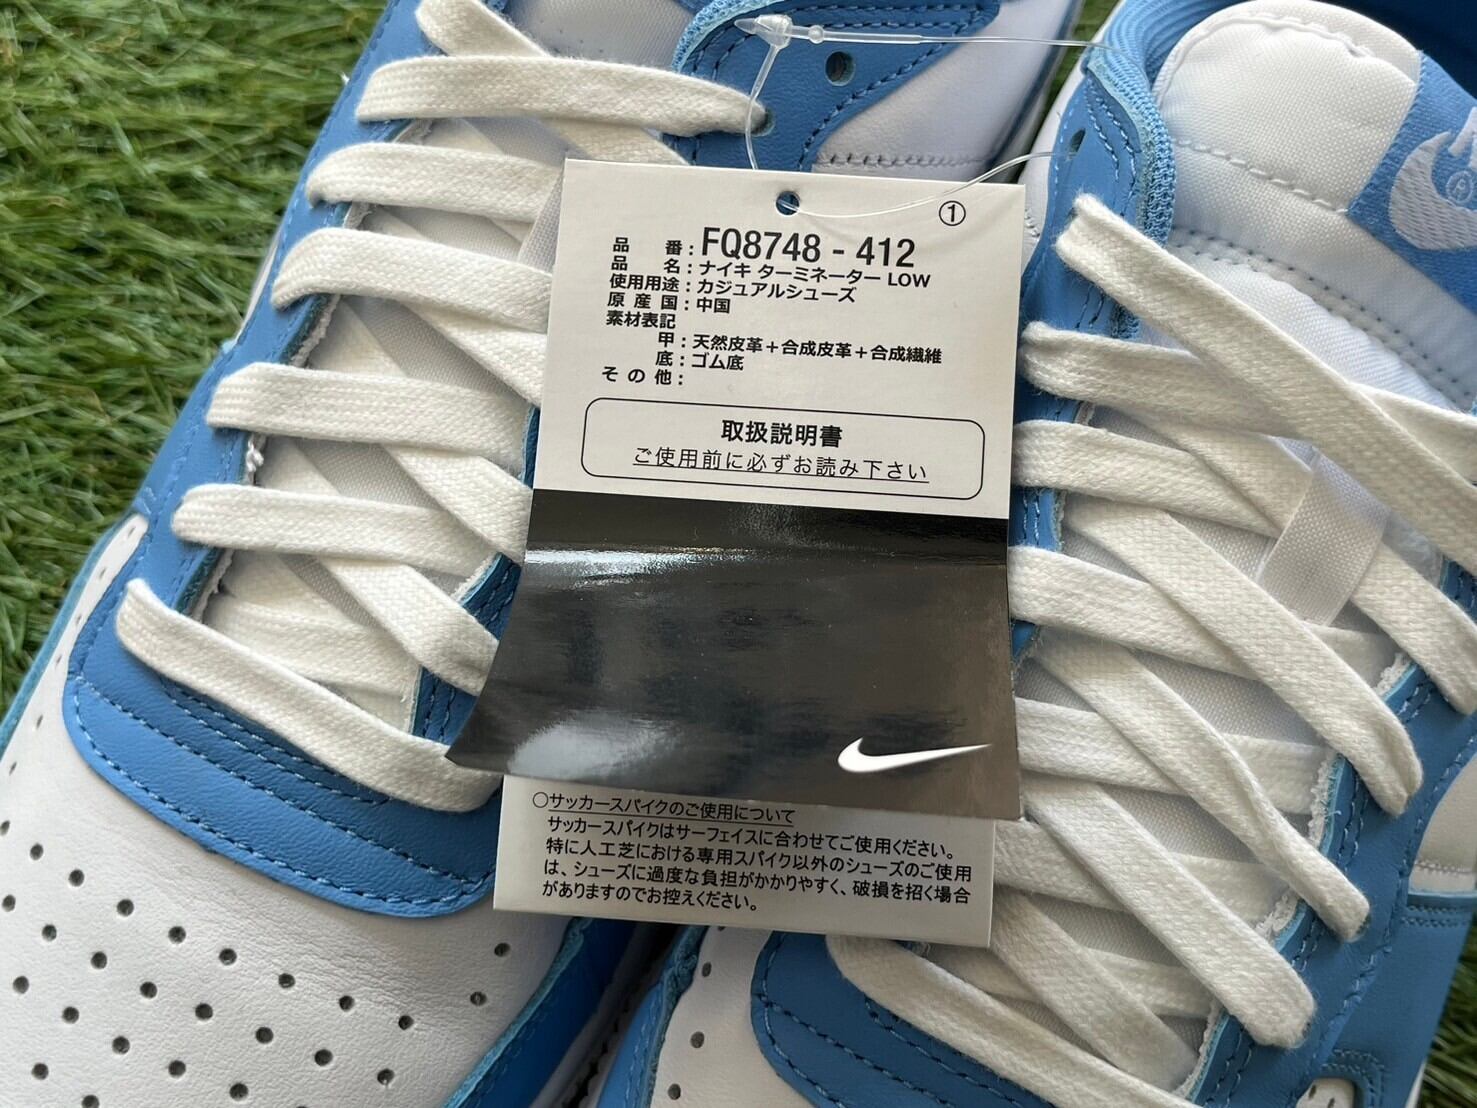 ①
品番：FQ8748 - 412
品名：ナイキ ターミネーター LOW
使用用途：カジュアルシューズ
原産国：中国
素材表記
甲：天然皮革＋合成皮革＋合成繊維
底：ゴム底
その他：
取扱説明書
ご使用前に必ずお読み下さい
○サッカースパイクのご使用について
サッカースパイクはサーフェイスに合わせてご使用ください。
特に人工芝における専用スパイク以外のシューズのご使用
は、シューズに過度な負担がかかりやすく、破損を招く場合
がありますのでお控えください。